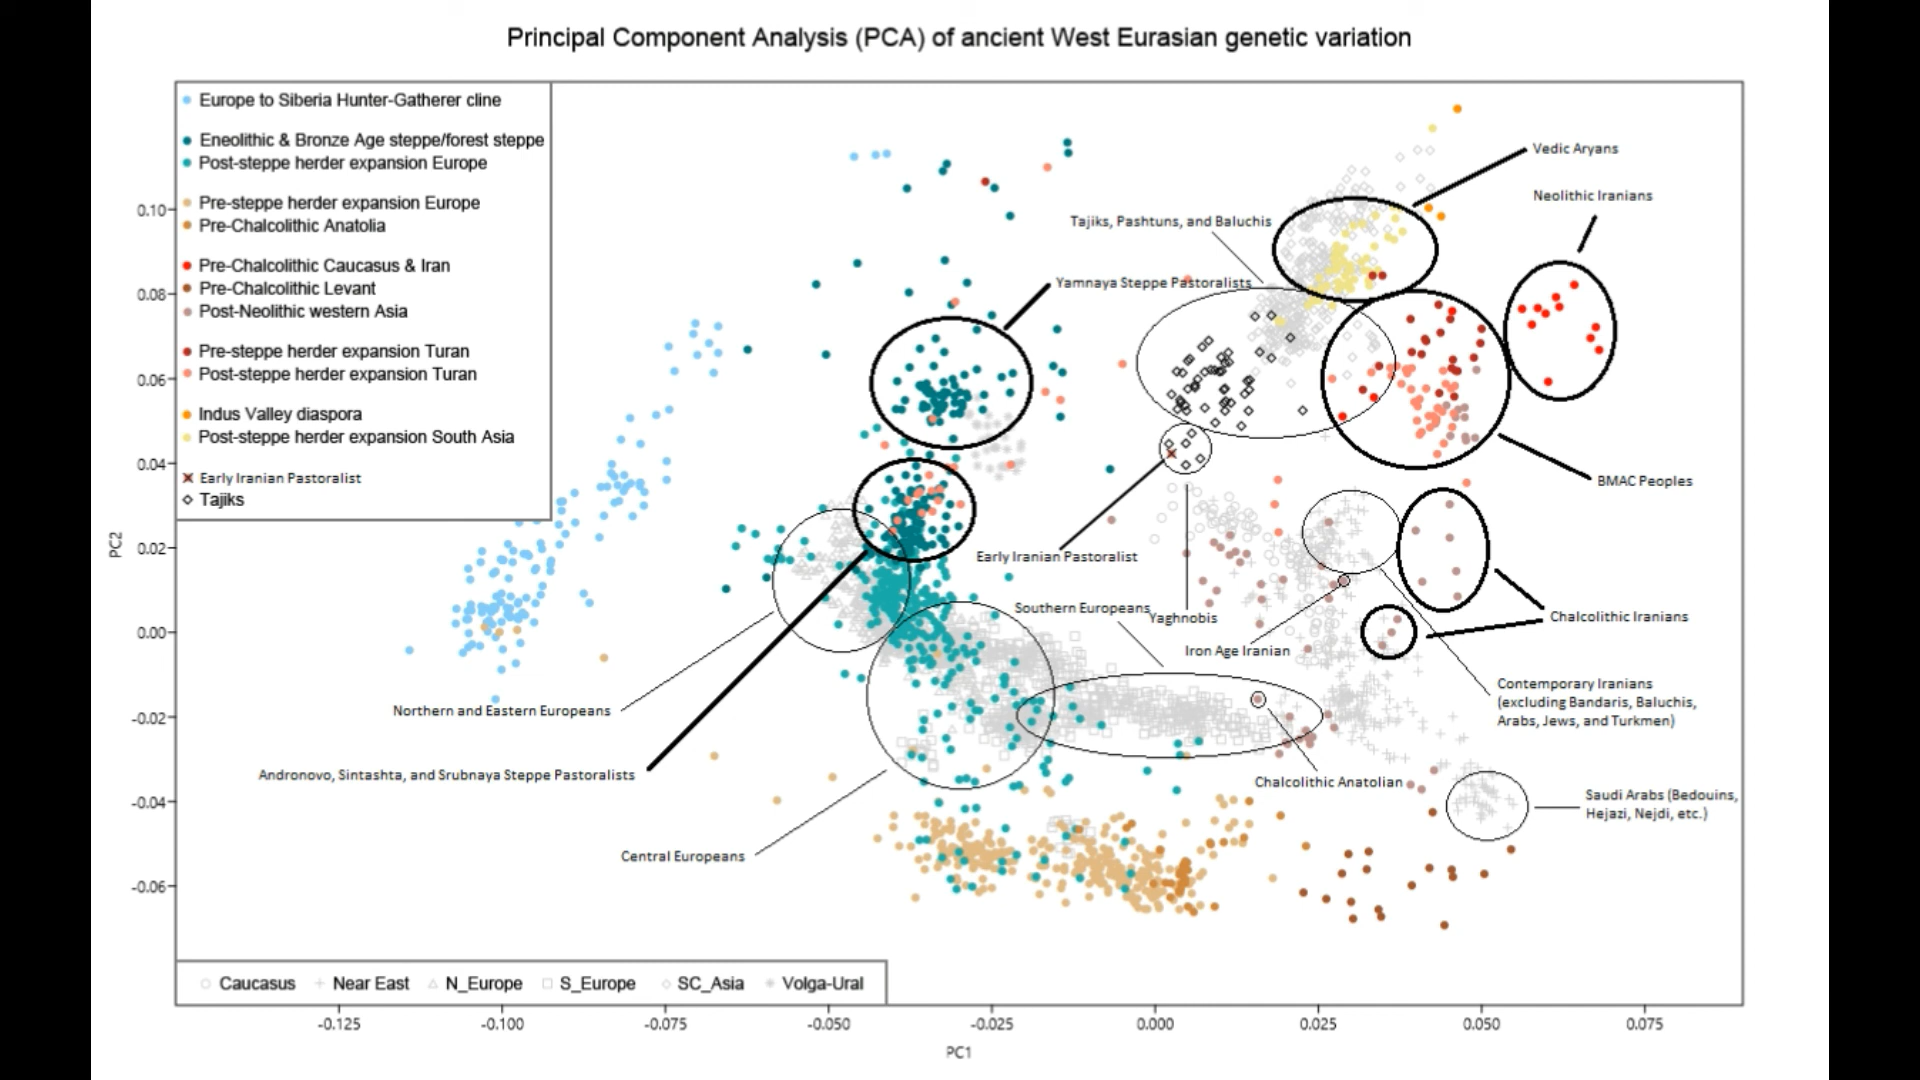 Principal Component Analysis (PCA) of ancient West Eurasian genetic variation
Europe to Siberia Hunter-Gatherer cline
Eneolithic & Bronze Age steppe/forest steppe
Post-steppe herder expansion Europe
Pre-steppe herder expansion Europe
Pre-Chalcolithic Anatolia
Pre-Chalcolithic Caucasus & Iran
Pre-Chalcolithic Levant
Post-Neolithic western Asia
Pre-steppe herder expansion Turan
Post-steppe herder expansion Turan
Indus Valley diaspora
Post-steppe herder expansion South Asia
Early Iranian Pastoralist
Tajiks
Vedic Aryans
Neolithic Iranians
Tajiks, Pashtuns, and Baluchis
Yamnaya Steppe Pastoralists
BMAC Peoples
Early Iranian Pastoralist
Southern Europeans
Yaghnobis
Chalcolithic Iranians
Iron Age Iranian
Contemporary Iranians
(excluding Bandaris, Baluchis,
Arabs, Jews, and Turkmen)
Northern and Eastern Europeans
Andronovo, Sintashta, and Srubnaya Steppe Pastoralists
Chalcolithic Anatolian
Saudi Arabs (Bedouins,
Hejazi, Nejdi, etc.)
Central Europeans
0.10
0.08
0.06
0.04
0.02
0.00
-0.02
-0.04
-0.06
PC2
Caucasus Near East N_Europe S_Europe SC_Asia Volga-Ural
-0.125 -0.100 -0.075 -0.050 -0.025 0.000 0.025 0.050 0.075
PC1